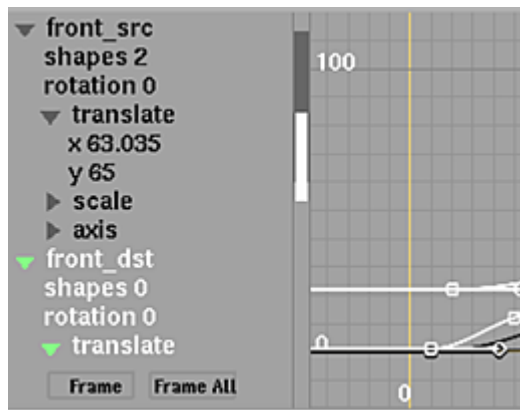 front_src
shapes 2
rotation 0
translate
x 63.035
y 65
scale
axis
front_dst
shapes 0
rotation 0
translate
Frame Frame All
100
0
0